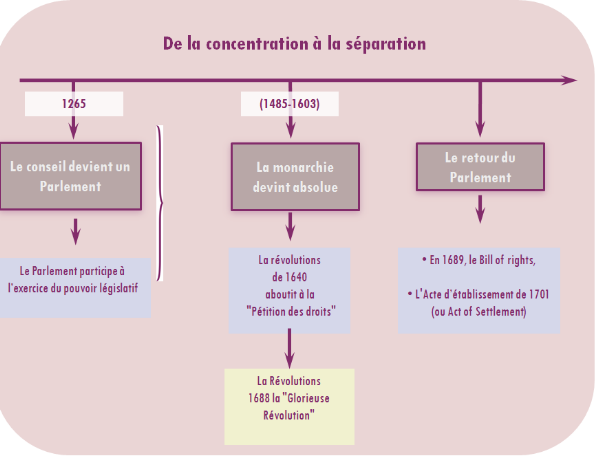 De la concentration à la séparation
1265
Le conseil devient un
Parlement
Le Parlement participe à
l'exercice du pouvoir législatif
(1485-1603)
La monarchie
devint absolue
La révolutions
de 1640
aboutit à la
"Pétition des droits"
La Révolutions
1688 la "Glorieuse
Révolution"
Le retour du
Parlement
• En 1689, le Bill of rights,
• L'Acte d'établissement de 1701
(ou Act of Settlement)